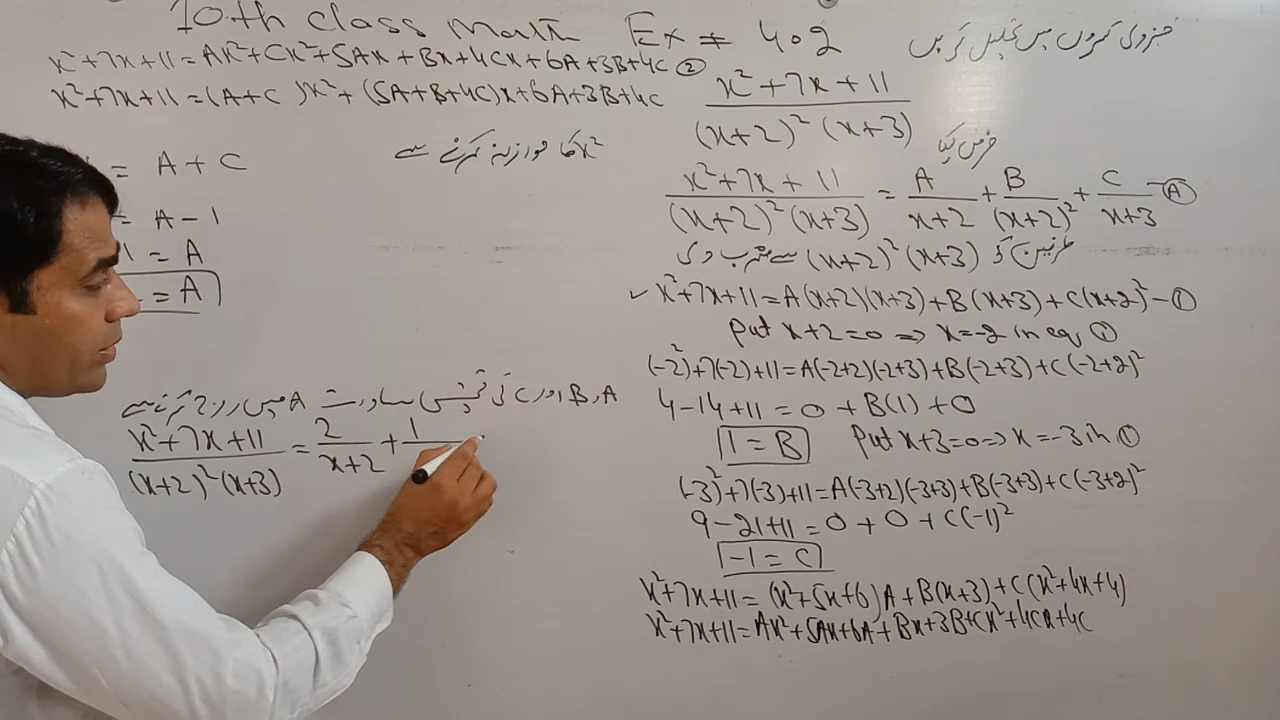 10th class Math Ex = 4.2
جزوی کسروں میں تحلیل کریں
x²+7x+11 = Ax²+Cx²+5Ax+Bx+4Cx+6A+3B+4C ②
x²+7x+11 = (A+C )x²+(5A+B+4C)x+6A+3B+4C
x² کا موازنہ کرنے سے
= A + C
= A - 1
1 = A
= A
A, B اور C کی قیمتیں مساوات A میں درج کرنے سے
x²+7x+11/(x+2)²(x+3) = 2/x+2 + 1
x²+7x+11/(x+2)²(x+3)
فرض کیا
x²+7x+11/(x+2)²(x+3) = A/x+2 + B/(x+2)² + C/x+3 - Ⓐ
طرفین کو (x+2)²(x+3) سے ضرب دی
✓ x²+7x+11=A(x+2)(x+3)+B(x+3)+C(x+2)² - ①
Put x+2=0 => x=-2 in eq ①
(-2)²+7(-2)+11=A(-2+2)(-2+3)+B(-2+3)+C(-2+2)²
4-14+11 = 0 + B(1) + 0
1 = B Put x+3=0 => x=-3 in ①
(-3)²+7(-3)+11=A(-3+2)(-3+3)+B(-3+3)+C(-3+2)²
9-21+11 = 0 + 0 + C(-1)²
-1 = C
x²+7x+11 = (x²+5x+6)A+B(x+3)+C(x²+4x+4)
x²+7x+11=Ax²+5Ax+6A+Bx+3B+Cx²+4Cx+4C